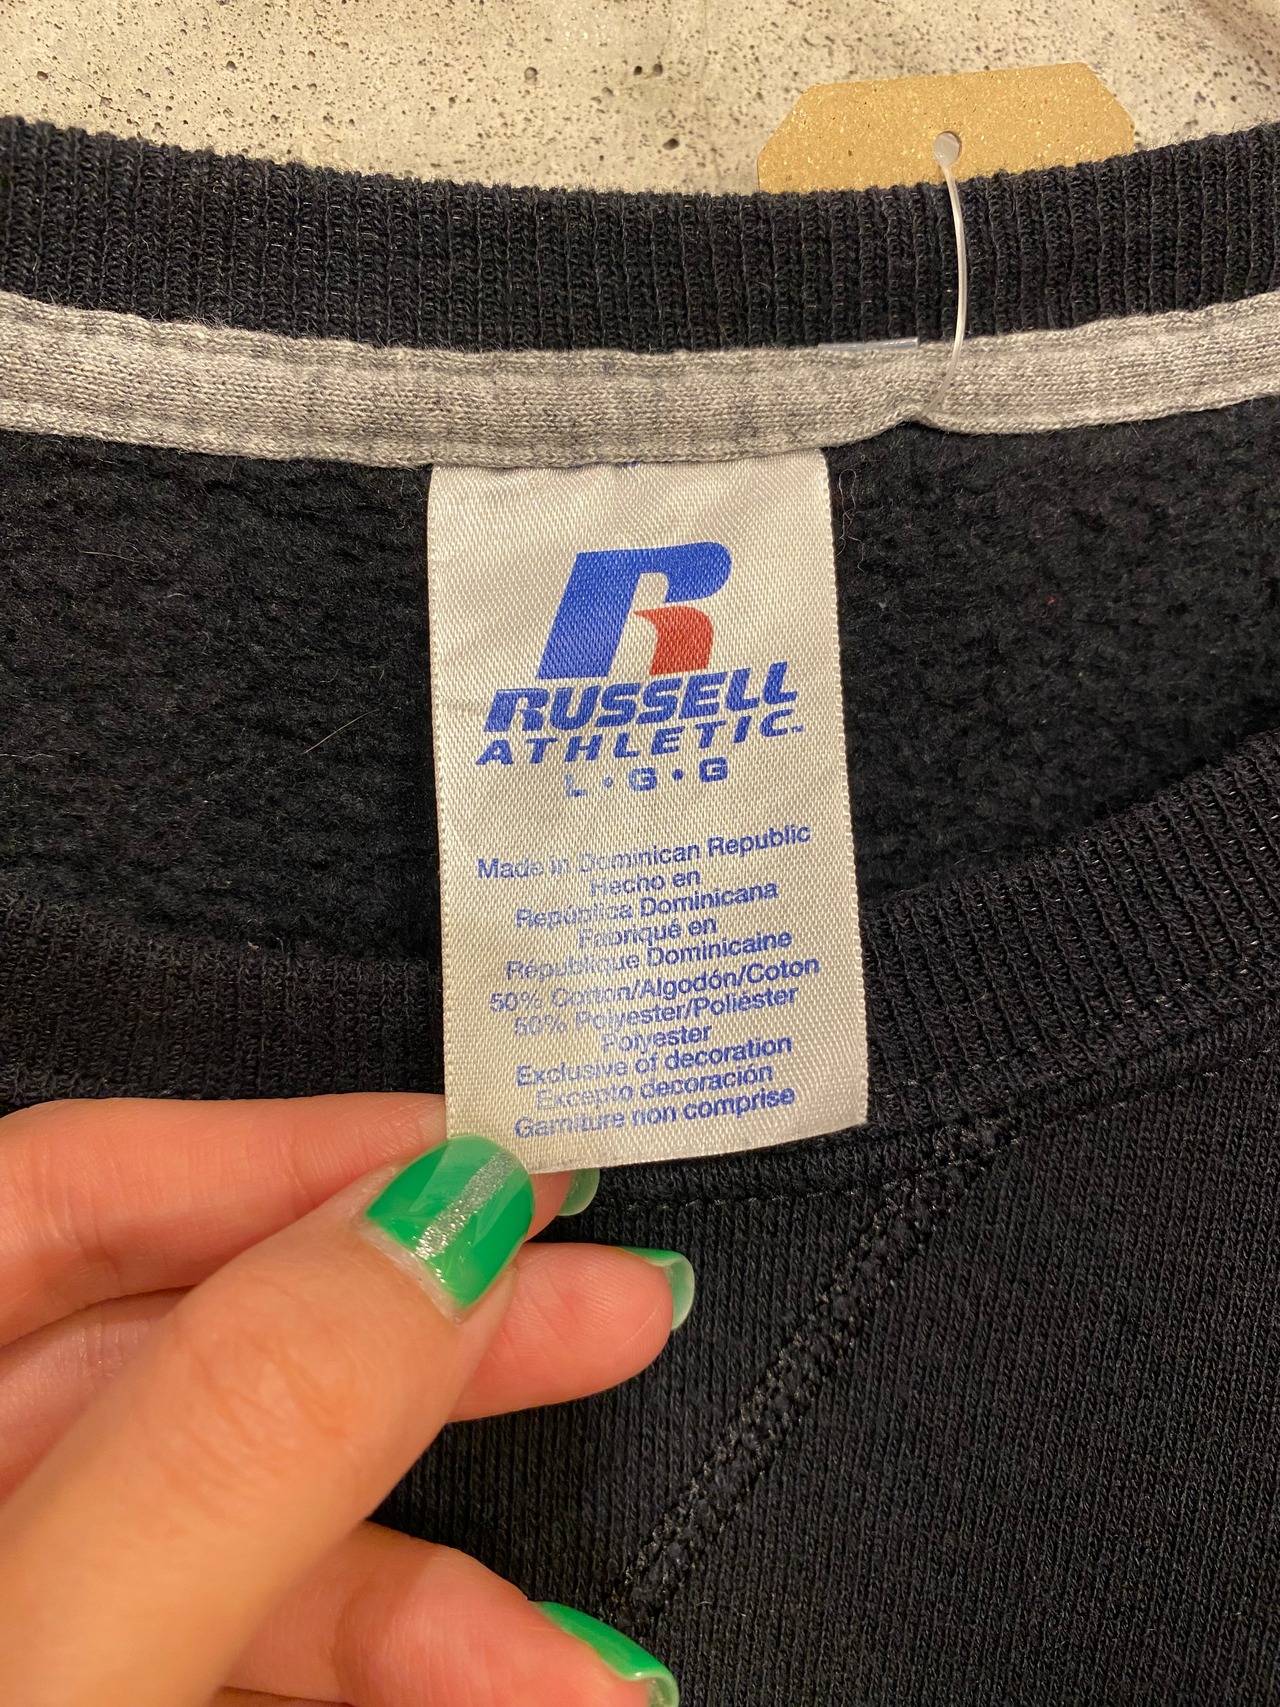 R
RUSSELL
ATHLETIC™
L • G • G
Made in Dominican Republic
Hecho en
República Dominicana
Fabriqué en
République Dominicaine
50% Cotton/Algodón/Coton
50% Polyester/Poliéster
Polyester
Exclusive of decoration
Excepto decoración
Garniture non comprise